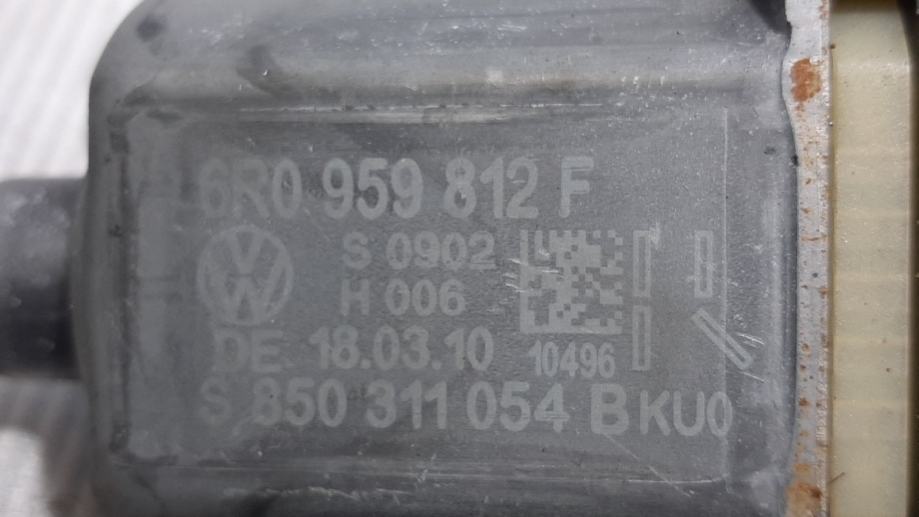 6R0 959 812 F
S 0902
H 006
DE 18.03.10
10496
S 850 311 054 B KU0